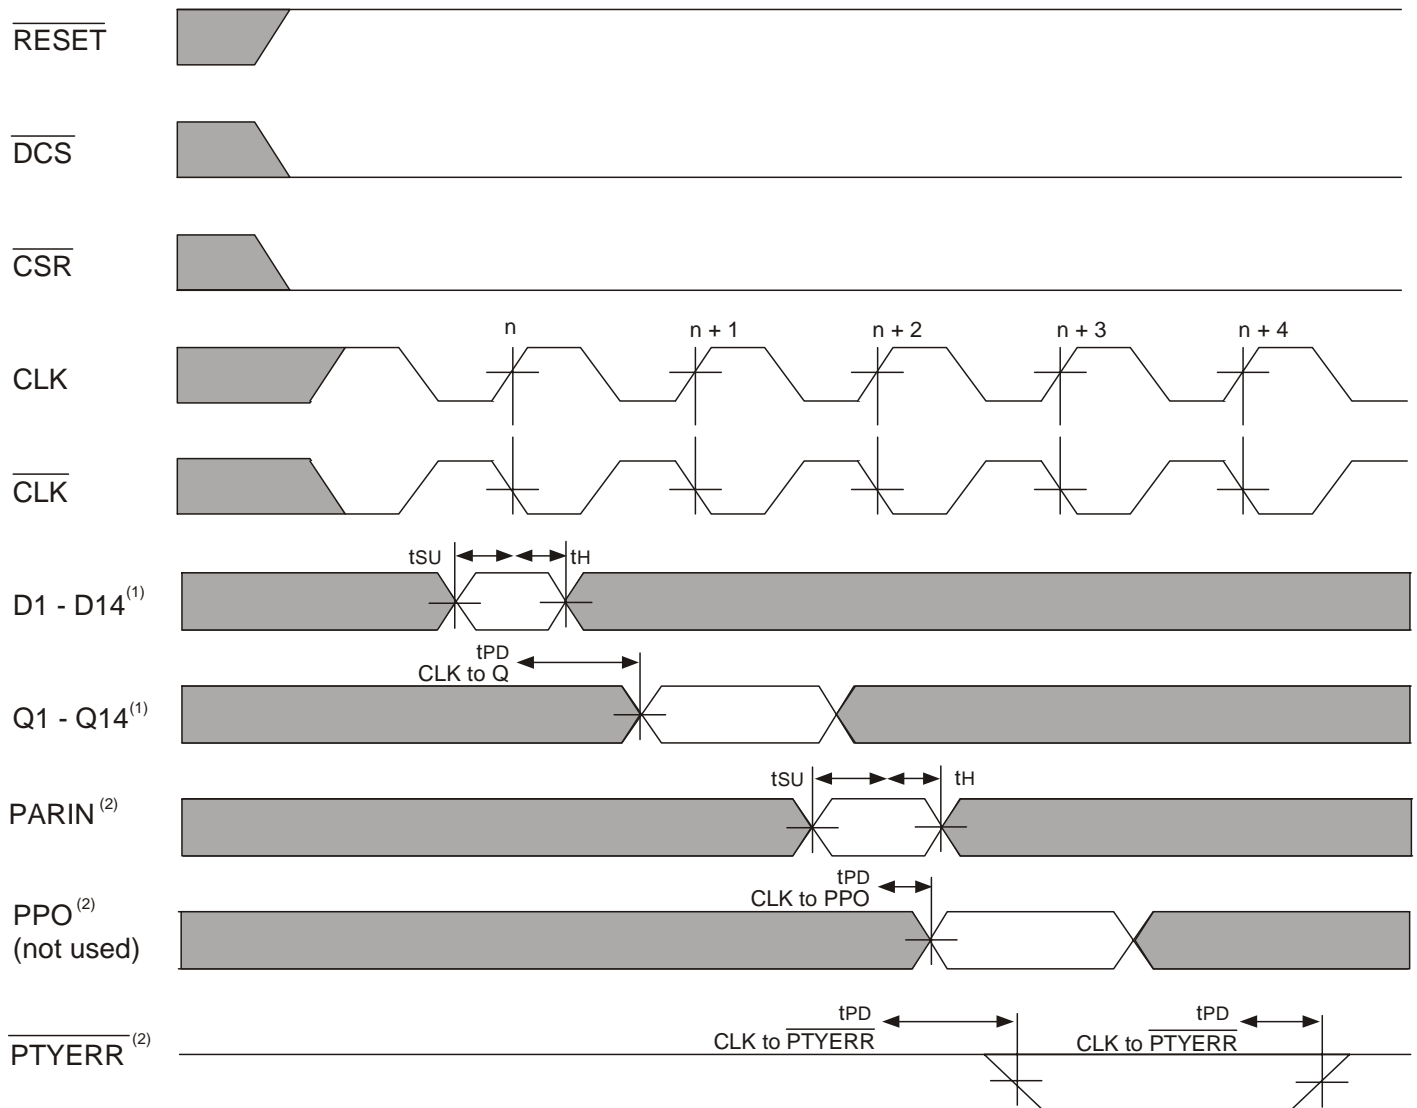 RESET
DCS
CSR
n
n + 1
n + 2
n + 3
n + 4
CLK
CLK
tSU
tH
D1 - D14(1)
tPD
CLK to Q
Q1 - Q14(1)
tSU
tH
PARIN(2)
tPD
CLK to PPO
PPO(2)
(not used)
tPD
CLK to PTYERR
tPD
CLK to PTYERR
PTYERR(2)